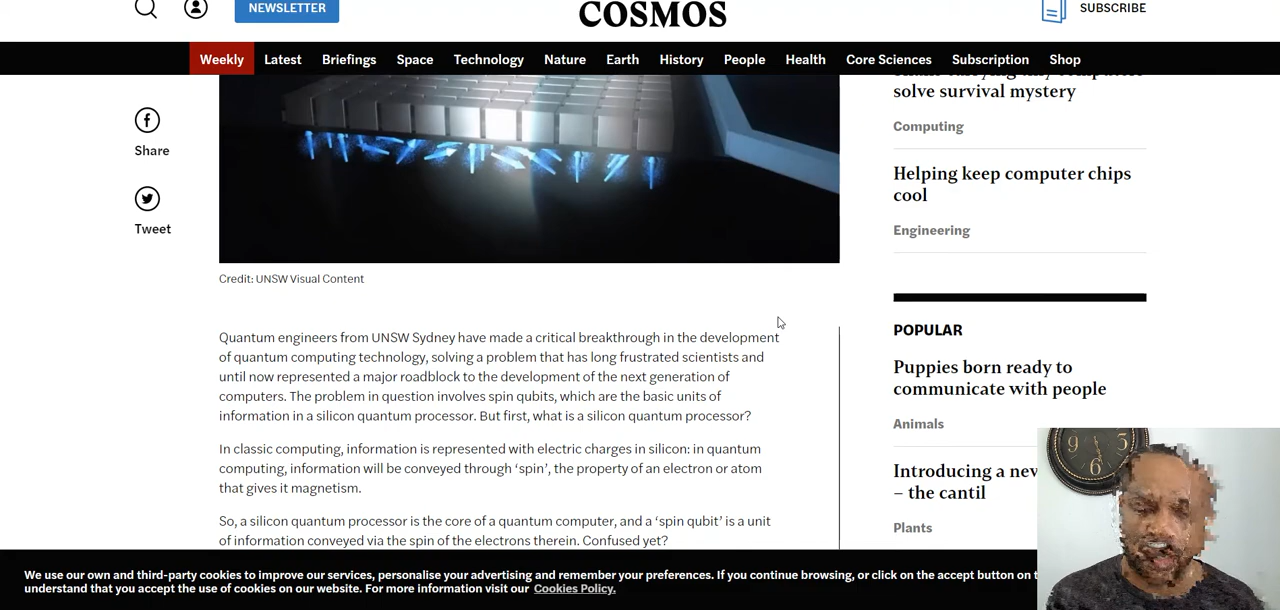 NEWSLETTER
COSMOS
SUBSCRIBE
Weekly Latest Briefings Space Technology Nature Earth History People Health Core Sciences Subscription Shop
Share
Tweet
solve survival mystery
Computing
Helping keep computer chips
cool
Engineering
Credit: UNSW Visual Content
Quantum engineers from UNSW Sydney have made a critical breakthrough in the development
of quantum computing technology, solving a problem that has long frustrated scientists and
until now represented a major roadblock to the development of the next generation of
computers. The problem in question involves spin qubits, which are the basic units of
information in a silicon quantum processor. But first, what is a silicon quantum processor?
In classic computing, information is represented with electric charges in silicon: in quantum
computing, information will be conveyed through ‘spin’, the property of an electron or atom
that gives it magnetism.
So, a silicon quantum processor is the core of a quantum computer, and a ‘spin qubit’ is a unit
of information conveyed via the spin of the electrons therein. Confused yet?
POPULAR
Puppies born ready to
communicate with people
Animals
Introducing a new
– the cantil
Plants
9
6
We use our own and third-party cookies to improve our services, personalise your advertising and remember your preferences. If you continue browsing, or click on the accept button on
understand that you accept the use of cookies on our website. For more information visit our Cookies Policy.